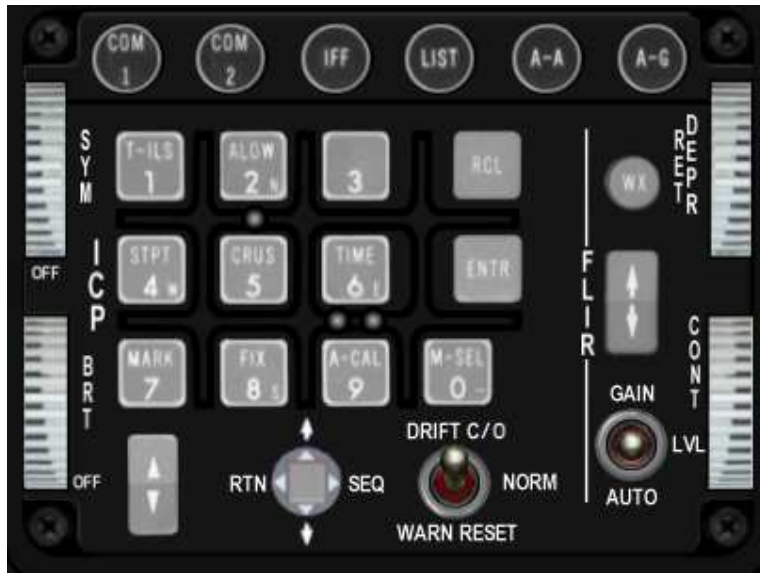 COM 1
COM 2
IFF
LIST
A-A
A-G
SYM
T-ILS 1
ALOW 2 N
3
RCL
WX
DEPR RET
OFF
ICP
STPT 4 W
CRUS 5
TIME 6 E
ENTR
FLIR
BRT
MARK 7
FIX 8 S
A-CAL 9
M-SEL 0 -
CONT
GAIN
LVL
AUTO
OFF
RTN
SEQ
DRIFT C/O
NORM
WARN RESET